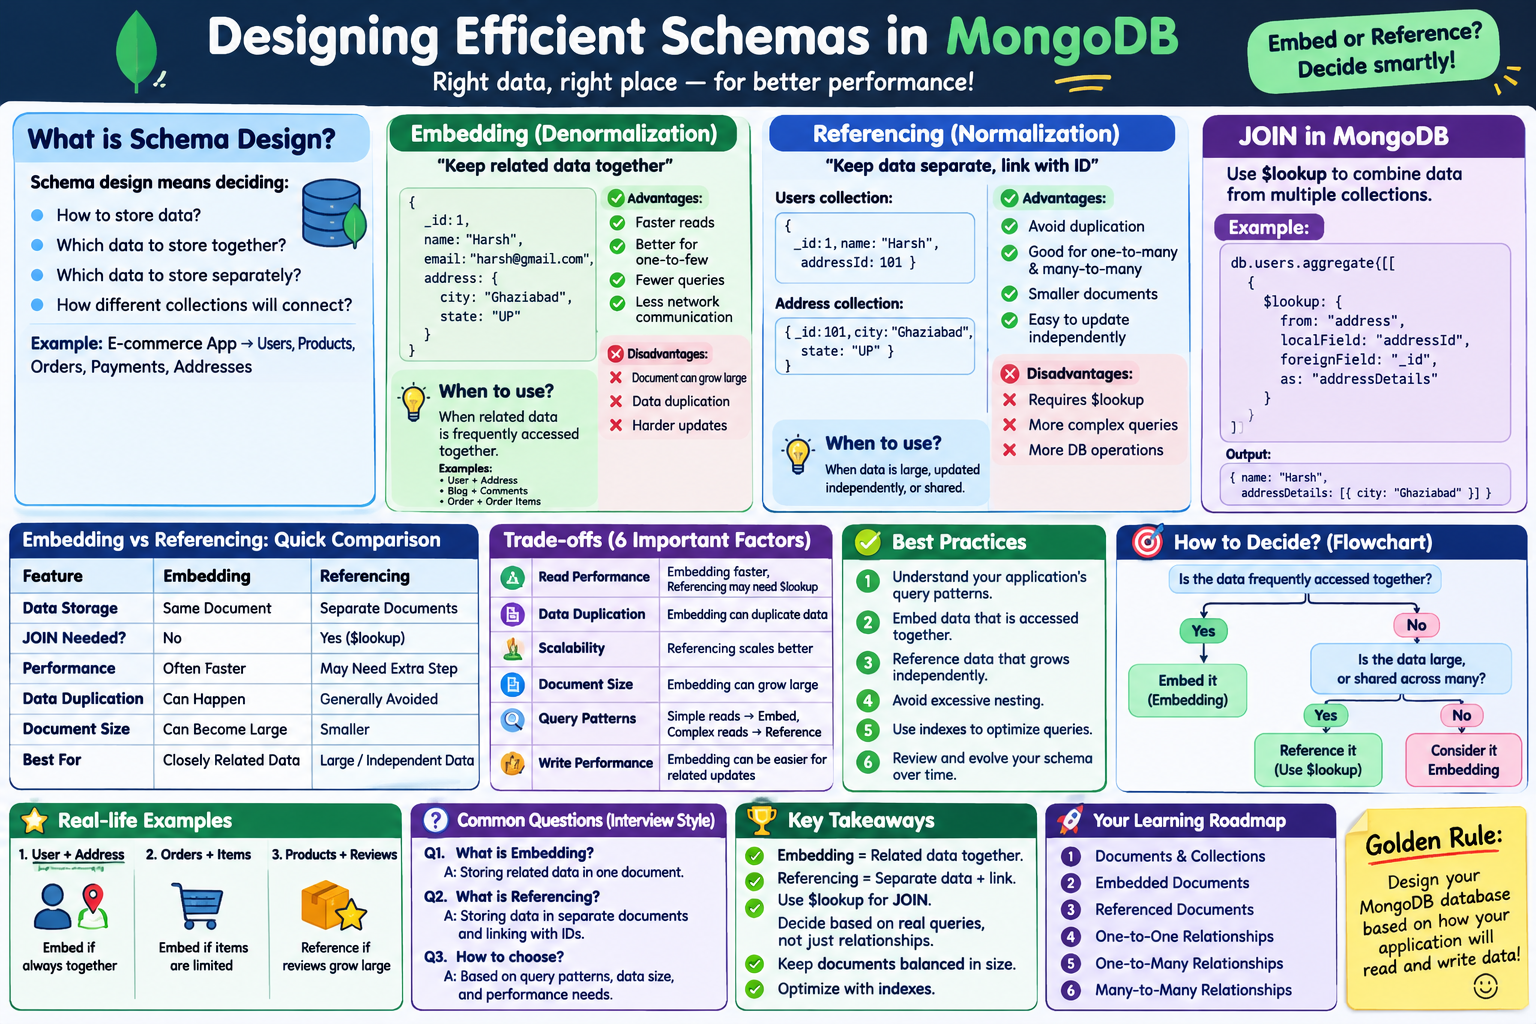 Designing Efficient Schemas in MongoDB
Right data, right place — for better performance!
Embed or Reference?
Decide smartly!
What is Schema Design?
Schema design means deciding:
How to store data?
Which data to store together?
Which data to store separately?
How different collections will connect?
Example: E-commerce App → Users, Products,
Orders, Payments, Addresses
Embedding (Denormalization)
“Keep related data together”
{
_id: 1,
name: "Harsh",
email: "harsh@gmail.com",
address: {
city: "Ghaziabad",
state: "UP"
}
}
Advantages:
Faster reads
Better for
one-to-few
Fewer queries
Less network
communication
Disadvantages:
Document can grow large
Data duplication
Harder updates
When to use?
When related data
is frequently accessed
together.
Examples:
• User + Address
• Blog + Comments
• Order + Order Items
Referencing (Normalization)
“Keep data separate, link with ID”
Users collection:
{
_id: 1, name: "Harsh",
addressId: 101 }
Address collection:
{ _id: 101, city: "Ghaziabad",
state: "UP" }
}
Advantages:
Avoid duplication
Good for one-to-many
& many-to-many
Smaller documents
Easy to update
independently
Disadvantages:
Requires $lookup
More complex queries
More DB operations
When to use?
When data is large, updated
independently, or shared.
JOIN in MongoDB
Use $lookup to combine data
from multiple collections.
Example:
db.users.aggregate([[
{
$lookup: {
from: "address",
localField: "addressId",
foreignField: "_id",
as: "addressDetails"
}
}
]
Output:
{ name: "Harsh",
addressDetails: [{ city: "Ghaziabad" }] }
Embedding vs Referencing: Quick Comparison
Feature Embedding Referencing
Data Storage Same Document Separate Documents
JOIN Needed? No Yes ($lookup)
Performance Often Faster May Need Extra Step
Data Duplication Can Happen Generally Avoided
Document Size Can Become Large Smaller
Best For Closely Related Data Large / Independent Data
Trade-offs (6 Important Factors)
Read Performance Embedding faster,
Referencing may need $lookup
Data Duplication Embedding can duplicate data
Scalability Referencing scales better
Document Size Embedding can grow large
Query Patterns Simple reads → Embed,
Complex reads → Reference
Write Performance Embedding can be easier for
related updates
Best Practices
1 Understand your application's
query patterns.
2 Embed data that is accessed
together.
3 Reference data that grows
independently.
4 Avoid excessive nesting.
5 Use indexes to optimize queries.
6 Review and evolve your schema
over time.
How to Decide? (Flowchart)
Is the data frequently accessed together?
Yes
No
Embed it
(Embedding)
Is the data large,
or shared across many?
Yes
No
Reference it
(Use $lookup)
Consider it
Embedding
Real-life Examples
1. User + Address
Embed if
always together
2. Orders + Items
Embed if items
are limited
3. Products + Reviews
Reference if
reviews grow large
? Common Questions (Interview Style)
Q1. What is Embedding?
A: Storing related data in one document.
Q2. What is Referencing?
A: Storing data in separate documents
and linking with IDs.
Q3. How to choose?
A: Based on query patterns, data size,
and performance needs.
Key Takeaways
Embedding = Related data together.
Referencing = Separate data + link.
Use $lookup for JOIN.
Decide based on real queries,
not just relationships.
Keep documents balanced in size.
Optimize with indexes.
Your Learning Roadmap
1 Documents & Collections
2 Embedded Documents
3 Referenced Documents
4 One-to-One Relationships
5 One-to-Many Relationships
6 Many-to-Many Relationships
Golden Rule:
Design your
MongoDB database
based on how your
application will
read and write data!